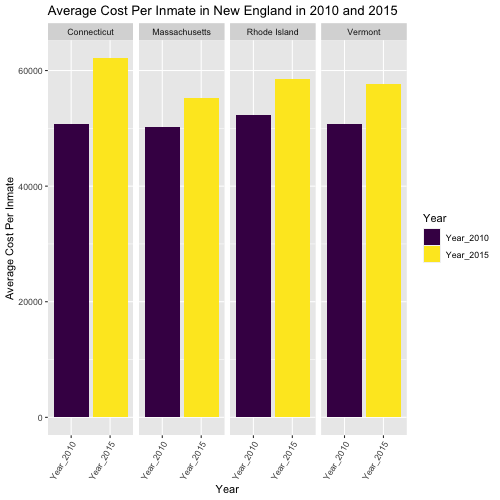 Average Cost Per Inmate in New England in 2010 and 2015
Connecticut Massachusetts Rhode Island Vermont
60000
40000
20000
0
Average Cost Per Inmate
Year_2010 Year_2015 Year_2010 Year_2015 Year_2010 Year_2015 Year_2010 Year_2015
Year
Year
Year_2010
Year_2015